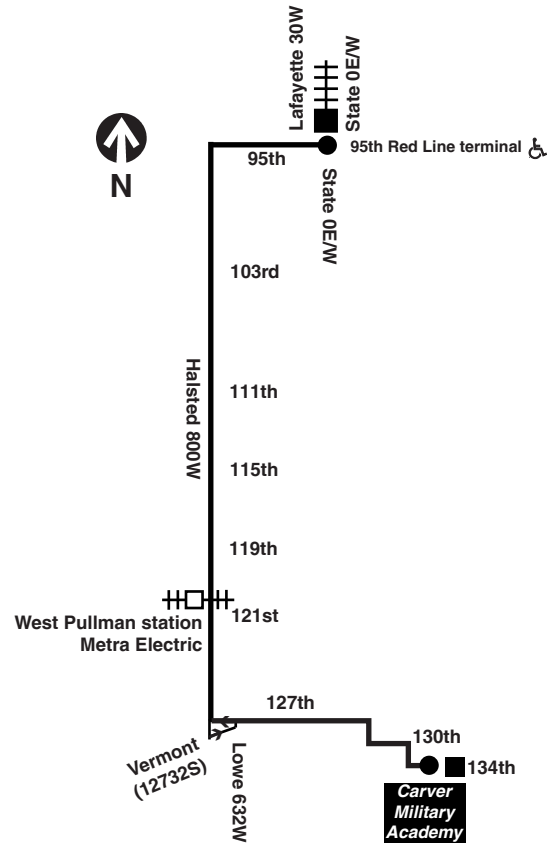 Lafayette 30W
State 0E/W
N
95th
95th Red Line terminal
State 0E/W
103rd
Halsted 800W
111th
115th
119th
121st
West Pullman station
Metra Electric
127th
Vermont
(12732S)
Lowe 632W
130th
134th
Carver
Military
Academy